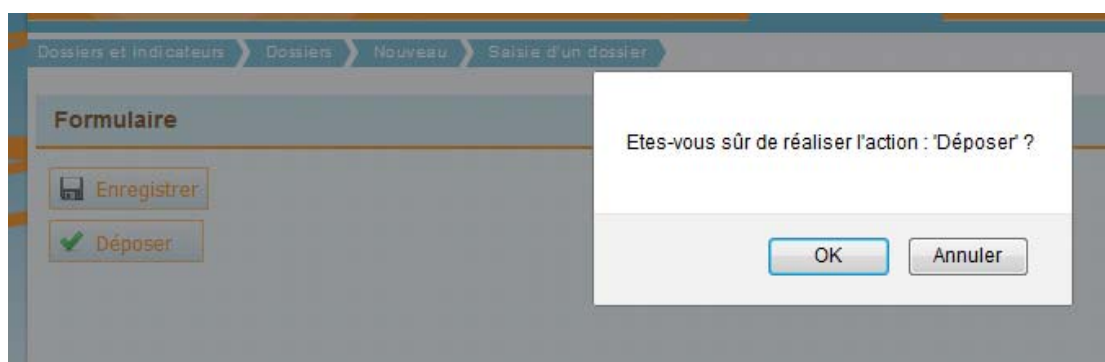 Dossiers et indicateurs Dossiers Nouveau Saisie d'un dossier
Formulaire
Etes-vous sûr de réaliser l'action : 'Déposer' ?
Enregistrer
Déposer
OK Annuler